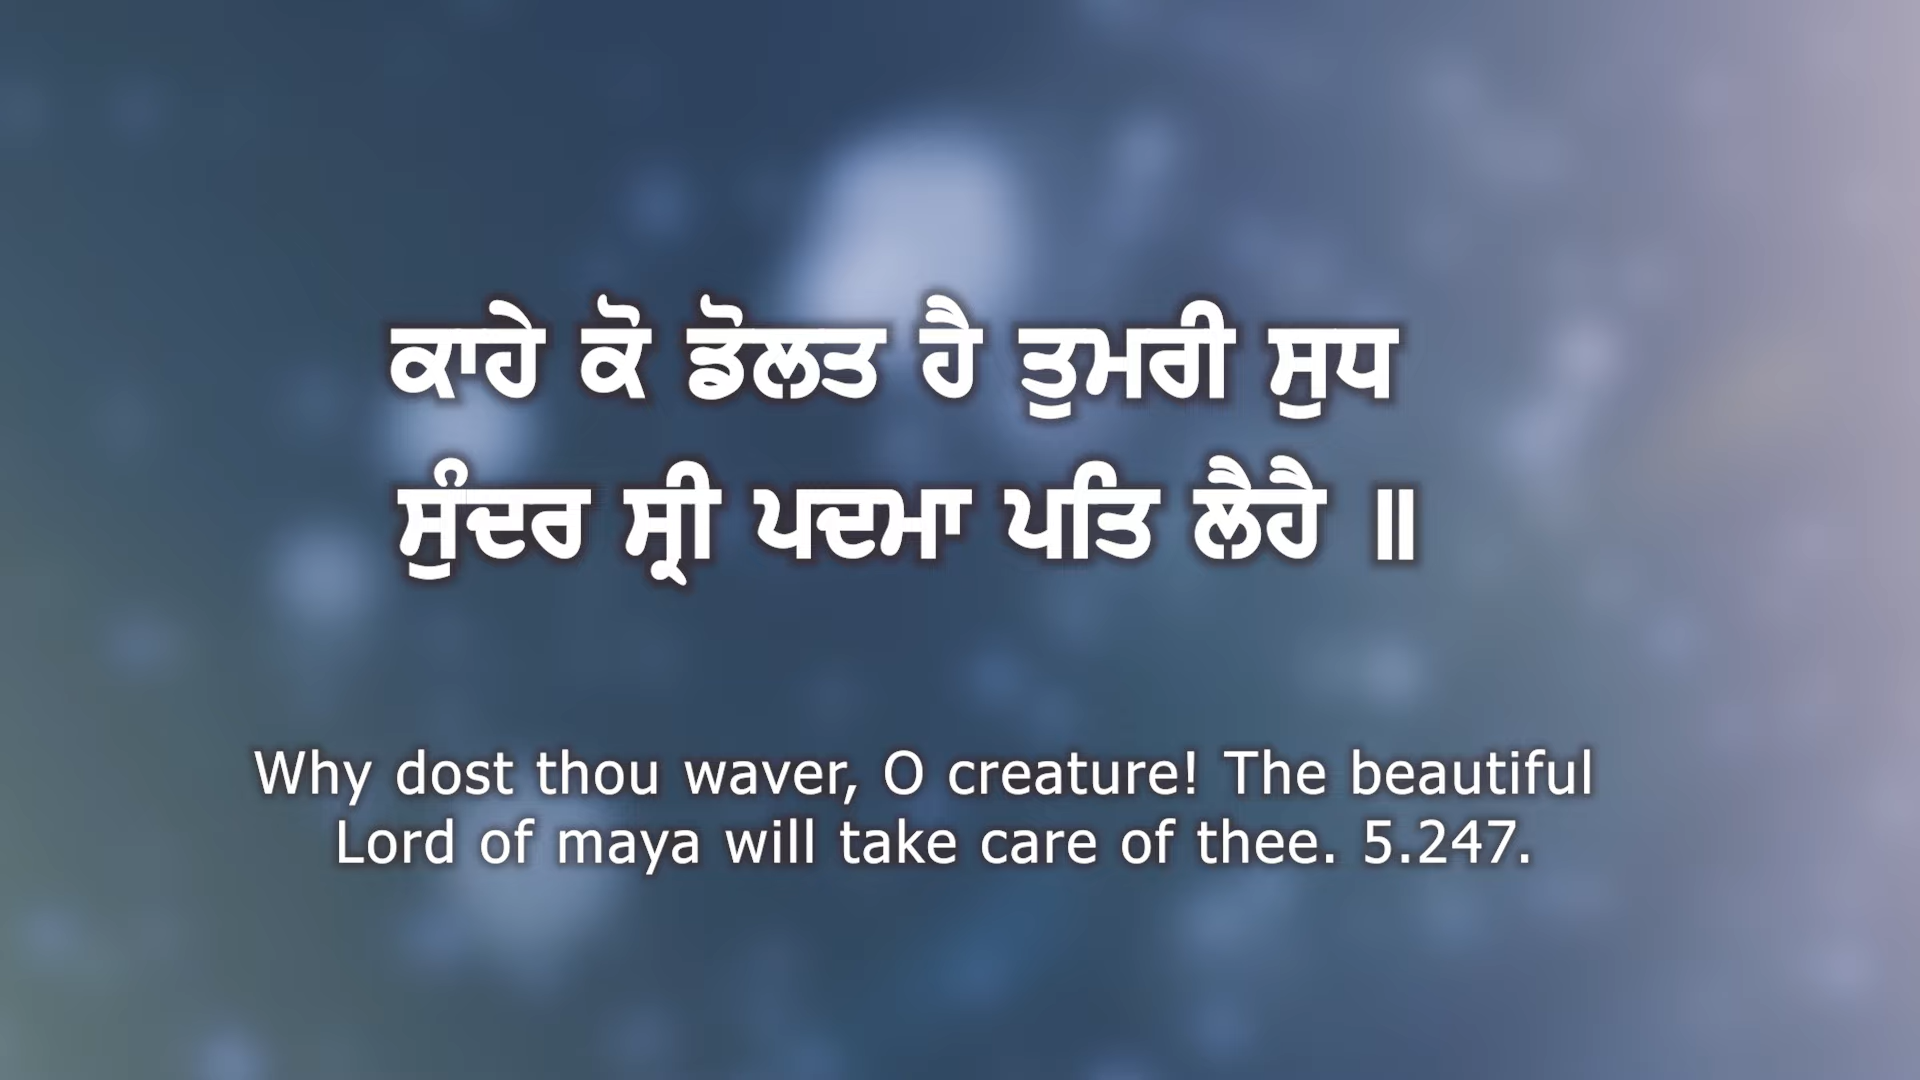 ਕਾਹੇ ਕੋ ਡੋਲਤ ਹੈ ਤੁਮਰੀ ਸੁਧ
ਸੁੰਦਰ ਸ੍ਰੀ ਪਦਮਾ ਪਤਿ ਲੈਹੈ ॥
Why dost thou waver, O creature! The beautiful
Lord of maya will take care of thee. 5.247.